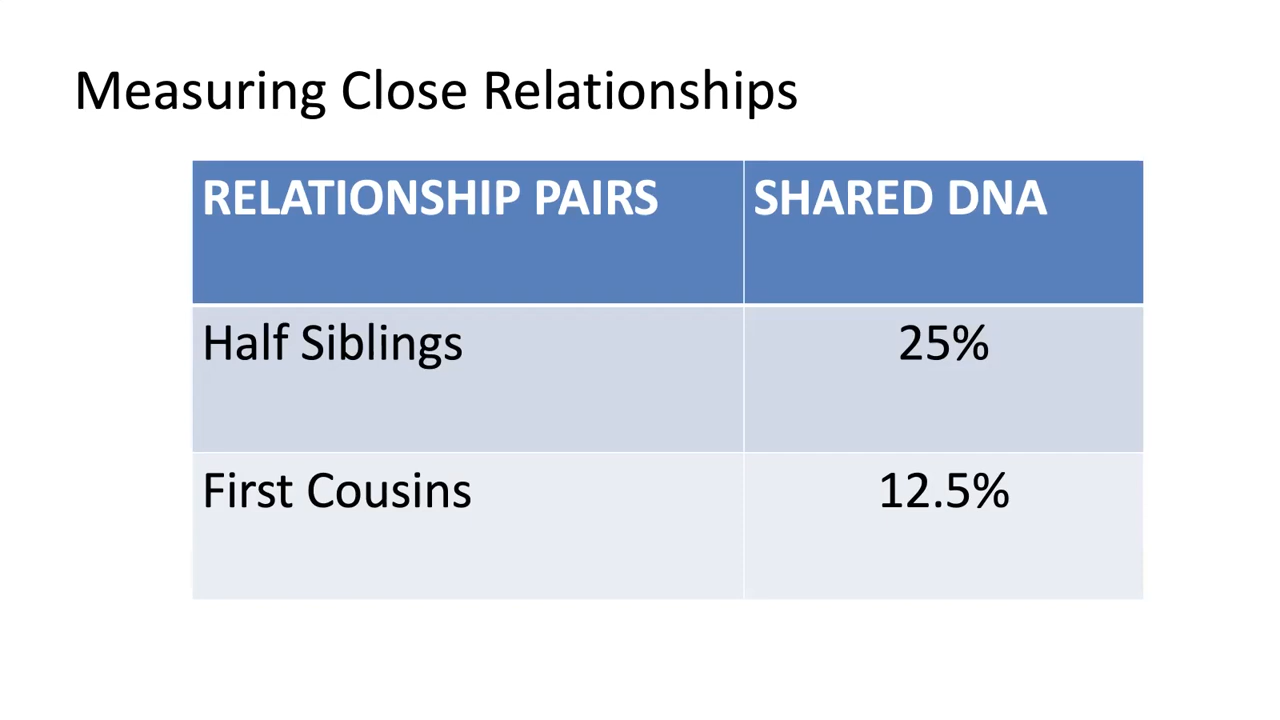 Measuring Close Relationships
RELATIONSHIP PAIRS SHARED DNA
Half Siblings 25%
First Cousins 12.5%